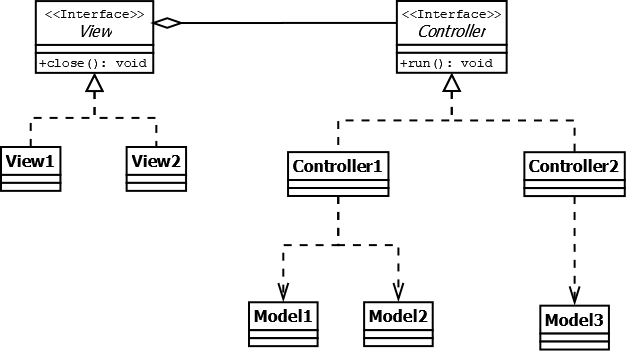 <<Interface>>
View
+close(): void
<<Interface>>
Controller
+run(): void
View1
View2
Controller1
Controller2
Model1
Model2
Model3